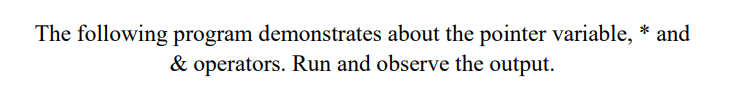 The following program demonstrates about the pointer variable, * and
& operators. Run and observe the output.